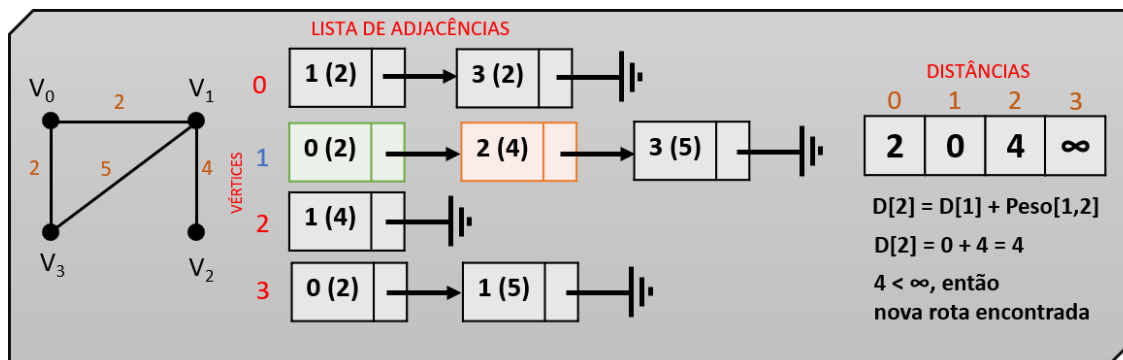 LISTA DE ADJACÊNCIAS
V0
V1
2
2
5
4
V3
V2
VÉRTICES
0
1 (2)
3 (2)
1
0 (2)
2 (4)
3 (5)
2
1 (4)
3
0 (2)
1 (5)
DISTÂNCIAS
0 1 2 3
2 0 4 ∞
D[2] = D[1] + Peso[1,2]
D[2] = 0 + 4 = 4
4 < ∞, então
nova rota encontrada